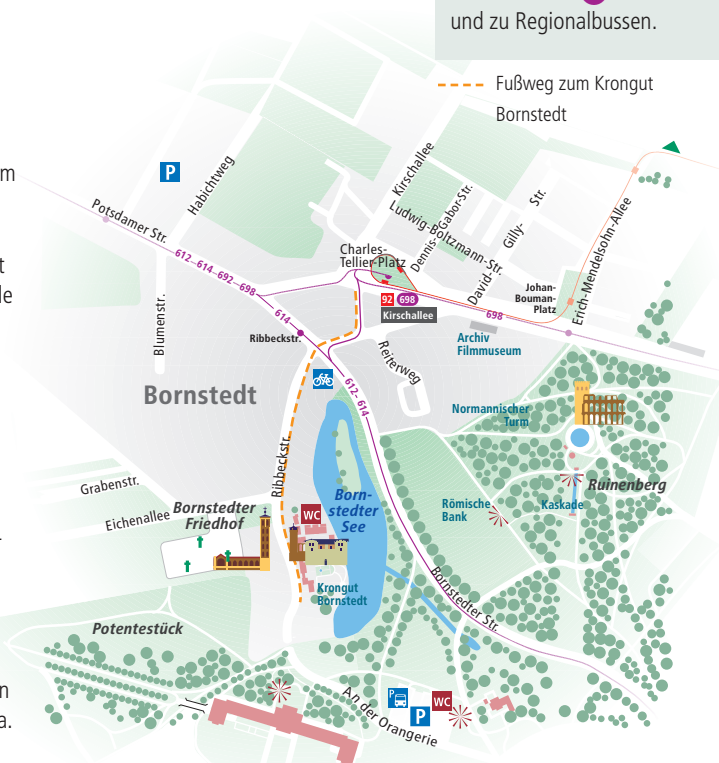 und zu Regionalbussen.
Fußweg zum Krongut
Bornstedt
m
t
le
n
a.
P
Habichtweg
Kirschallee
Potsdamer Str.
612-614-692-698
614
Charles-
Tellier-Platz
Ludwig-Boltzmann-Str.
Dennis-Gabor-Str.
David-Gilly-Str.
Erich-Mendelsohn-Allee
Johan-
Bouman-
Platz
92 698
Kirschallee
698
Blumenstr.
Ribbeckstr.
Archiv
Filmmuseum
Reiterweg
612-614
Bornstedt
Normannischer
Turm
Ribbeckstr.
Grabenstr.
Eichenallee
Bornstedter
Friedhof
WC
Born-
stedter
See
Römische
Bank
Kaskade
Ruinenberg
Krongut
Bornstedt
Bornstedter Str.
Potentestück
An der Orangerie
P
P
WC